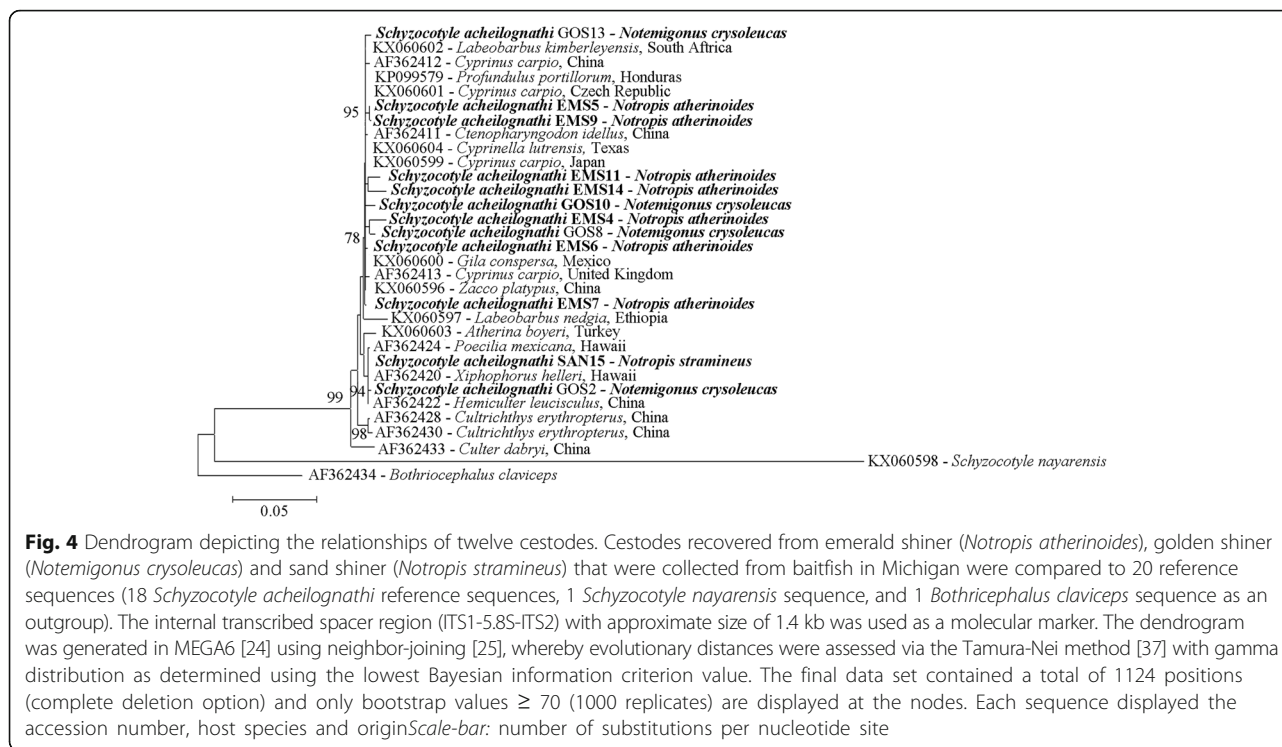 Schyzocotyle acheilognathi GOS13 - Notemigonus crysoleucas
KX060602 - Labeobarbus kimberleyensis, South Aftrica
AF362412 - Cyprinus carpio, China
KP099579 - Profundulus portillorum, Honduras
KX060601 - Cyprinus carpio, Czech Republic
95
Schyzocotyle acheilognathi EMS5 - Notropis atherinoides
Schyzocotyle acheilognathi EMS9 - Notropis atherinoides
AF362411 - Ctenopharyngodon idellus, China
KX060604 - Cyprinella lutrensis, Texas
KX060599 - Cyprinus carpio, Japan
Schyzocotyle acheilognathi EMS11 - Notropis atherinoides
Schyzocotyle acheilognathi EMS14 - Notropis atherinoides
Schyzocotyle acheilognathi GOS10 - Notemigonus crysoleucas
Schyzocotyle acheilognathi EMS4 - Notropis atherinoides
78
Schyzocotyle acheilognathi GOS8 - Notemigonus crysoleucas
Schyzocotyle acheilognathi EMS6 - Notropis atherinoides
KX060600 - Gila conspersa, Mexico
AF362413 - Cyprinus carpio, United Kingdom
KX060596 - Zacco platypus, China
Schyzocotyle acheilognathi EMS7 - Notropis atherinoides
KX060597 - Labeobarbus nedgia, Ethiopia
KX060603 - Atherina boyeri, Turkey
AF362424 - Poecilia mexicana, Hawaii
Schyzocotyle acheilognathi SAN15 - Notropis stramineus
AF362420 - Xiphophorus helleri, Hawaii
99 94 Schyzocotyle acheilognathi GOS2 - Notemigonus crysoleucas
AF362422 - Hemiculter leucisculus, China
AF362428 - Cultrichthys erythropterus, China
98 AF362430 - Cultrichthys erythropterus, China
AF362433 - Culter dabryi, China
KX060598 - Schyzocotyle nayarensis
AF362434 - Bothriocephalus claviceps
0.05
Fig. 4 Dendrogram depicting the relationships of twelve cestodes. Cestodes recovered from emerald shiner (Notropis atherinoides), golden shiner
(Notemigonus crysoleucas) and sand shiner (Notropis stramineus) that were collected from baitfish in Michigan were compared to 20 reference
sequences (18 Schyzocotyle acheilognathi reference sequences, 1 Schyzocotyle nayarensis sequence, and 1 Bothricephalus claviceps sequence as an
outgroup). The internal transcribed spacer region (ITS1-5.8S-ITS2) with approximate size of 1.4 kb was used as a molecular marker. The dendrogram
was generated in MEGA6 [24] using neighbor-joining [25], whereby evolutionary distances were assessed via the Tamura-Nei method [37] with gamma
distribution as determined using the lowest Bayesian information criterion value. The final data set contained a total of 1124 positions
(complete deletion option) and only bootstrap values ≥ 70 (1000 replicates) are displayed at the nodes. Each sequence displayed the
accession number, host species and originScale-bar: number of substitutions per nucleotide site